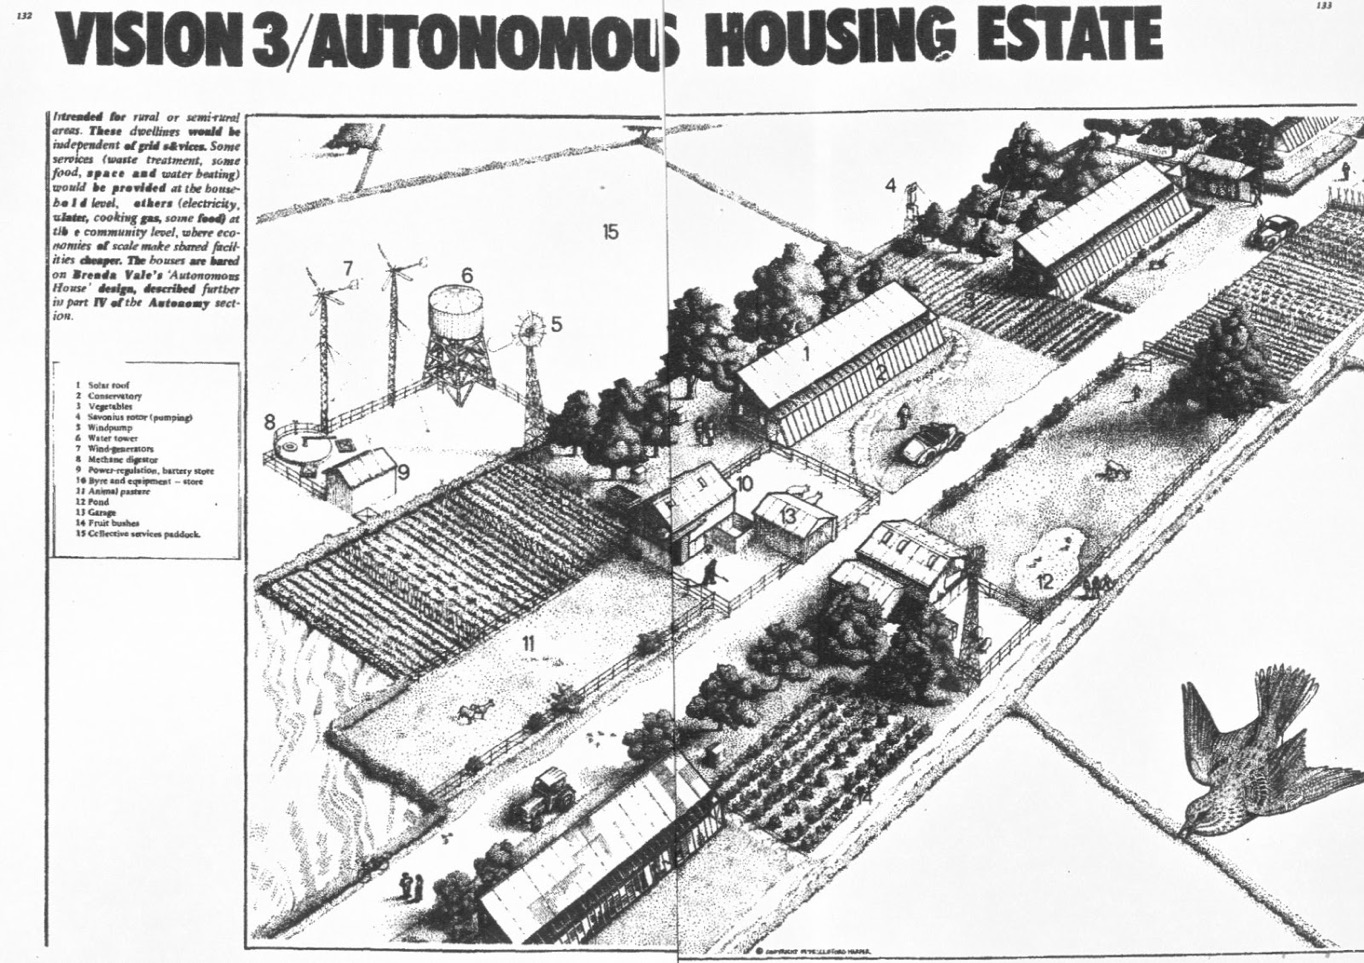 132
133
VISION 3/AUTONOMOUS HOUSING ESTATE
Intended for rural or semi-rural
areas. These dwellings would be
independent of grid services. Some
services (waste treatment, some
food, space and water heating)
would be provided at the house-
hold level, others (electricity,
water, cooking gas, some food) at
the community level, where eco-
nomies of scale make shared facil-
ities cheaper. The houses are based
on Brenda Vale's 'Autonomous
House' design, described further
in part IV of the Autonomy sect-
ion.
1 Solar roof
2 Conservatory
3 Vegetables
4 Savonius rotor (pumping)
5 Windpump
6 Water tower
7 Wind-generators
8 Methane digestor
9 Power-regulation, battery store
10 Byre and equipment – store
11 Animal pasture
12 Pond
13 Garage
14 Fruit bushes
15 Collective services paddock.
4
15
7
6
5
3
1
2
8
9
10
13
12
11
14
© COPYRIGHT CLIFFORD HARPER